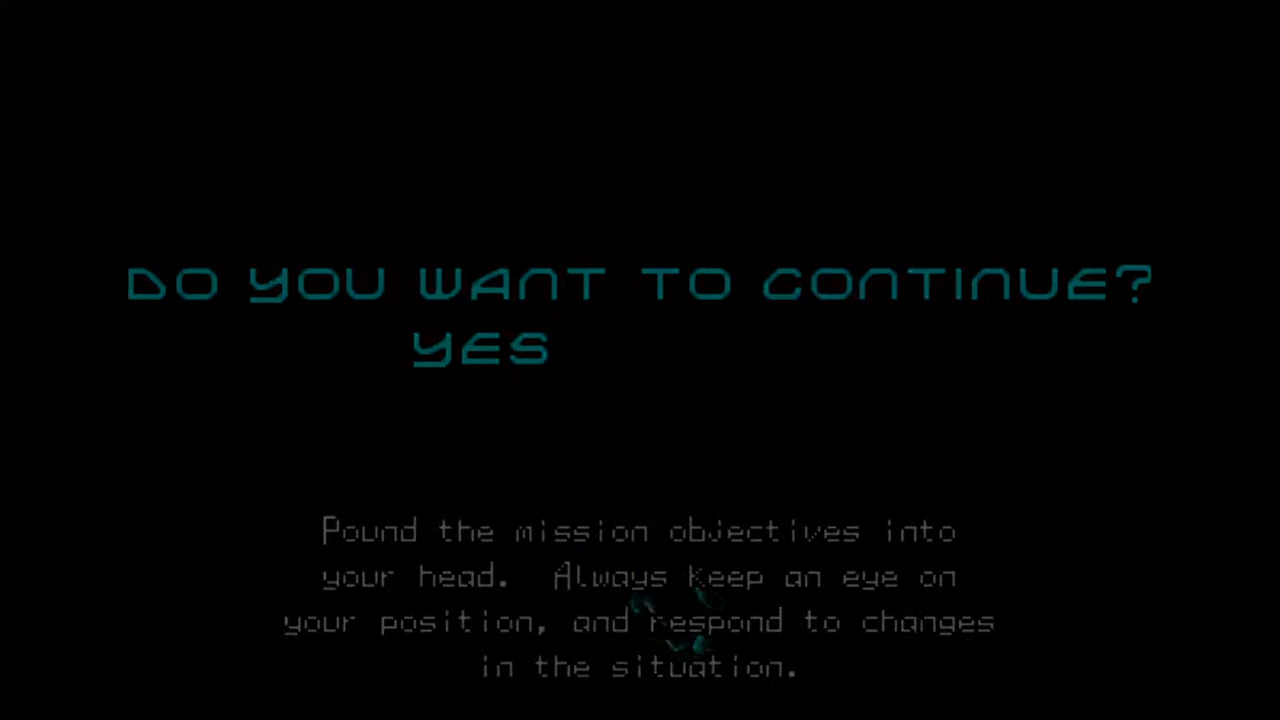 DO YOU WANT TO CONTINUE?
YES
Pound the mission objectives into
your head.  Always keep an eye on
your position, and respond to changes
in the situation.